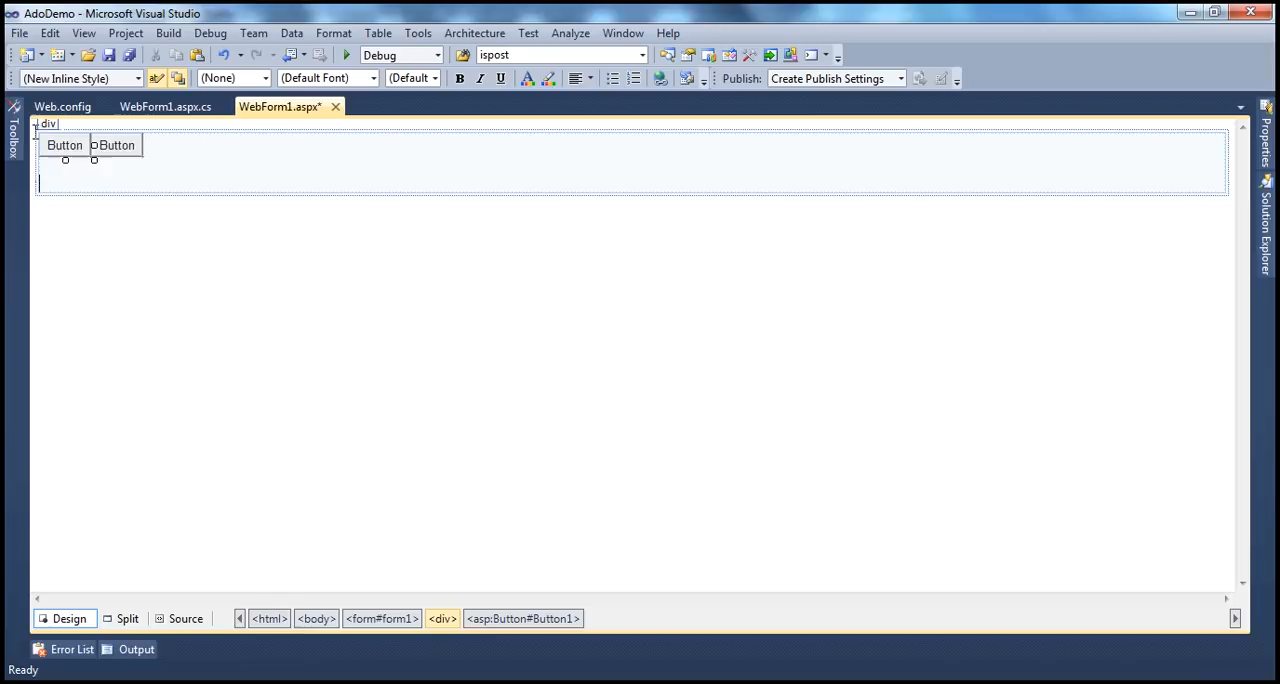 AdoDemo - Microsoft Visual Studio
File Edit View Project Build Debug Team Data Format Table Tools Architecture Test Analyze Window Help
Debug ispost
(New Inline Style) (None) (Default Font) (Default B I U A Publish: Create Publish Settings
Web.config WebForm1.aspx.cs WebForm1.aspx*
Toolbox
div
Button Button
Properties
Solution Explorer
Design Split Source <html> <body> <form#form1> <div> <asp:Button#Button1>
Error List Output
Ready